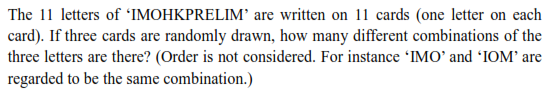 The 11 letters of ‘IMOHKPRELIM’ are written on 11 cards (one letter on each
card). If three cards are randomly drawn, how many different combinations of the
three letters are there? (Order is not considered. For instance ‘IMO’ and ‘IOM’ are
regarded to be the same combination.)